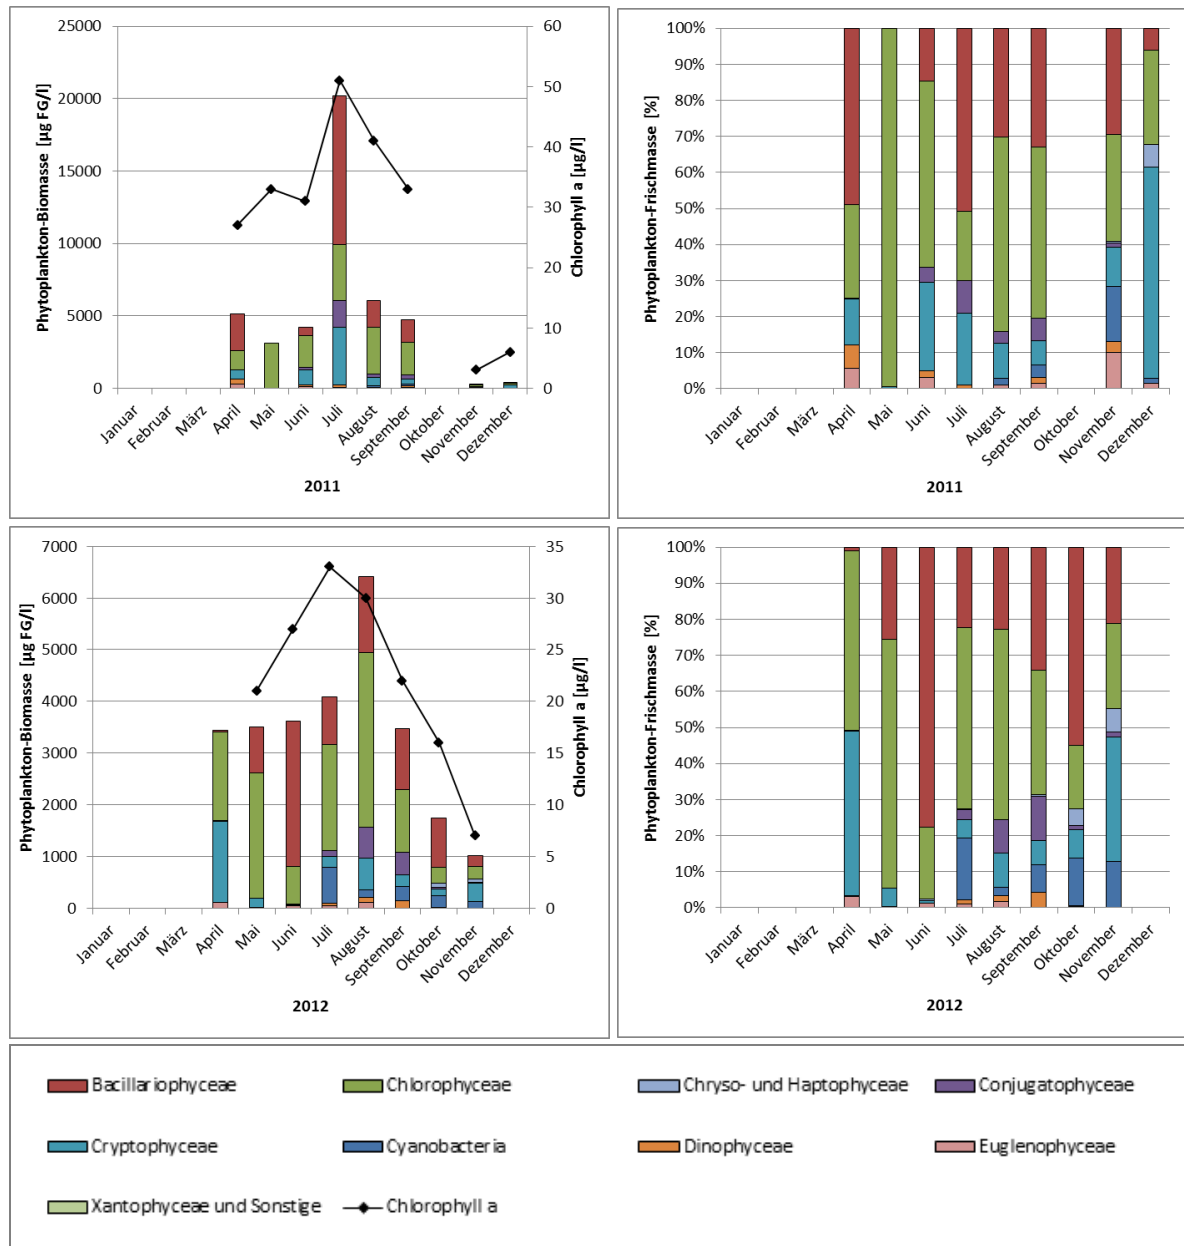 25000
20000
15000
10000
5000
0
Phytoplankton-Biomasse [µg FG/l]
60
50
40
30
20
10
0
Chlorophyll a [µg/l]
Januar
Februar
März
April
Mai
Juni
Juli
August
September
Oktober
November
Dezember
2011
100%
90%
80%
70%
60%
50%
40%
30%
20%
10%
0%
Phytoplankton-Frischmasse [%]
Januar
Februar
März
April
Mai
Juni
Juli
August
September
Oktober
November
Dezember
2011
7000
6000
5000
4000
3000
2000
1000
0
Phytoplankton-Biomasse [µg FG/l]
35
30
25
20
15
10
5
0
Chlorophyll a [µg/l]
Januar
Februar
März
April
Mai
Juni
Juli
August
September
Oktober
November
Dezember
2012
100%
90%
80%
70%
60%
50%
40%
30%
20%
10%
0%
Phytoplankton-Frischmasse [%]
Januar
Februar
März
April
Mai
Juni
Juli
August
September
Oktober
November
Dezember
2012
Bacillariophyceae
Chlorophyceae
Chryso- und Haptophyceae
Conjugatophyceae
Cryptophyceae
Cyanobacteria
Dinophyceae
Euglenophyceae
Xantophyceae und Sonstige
Chlorophyll a